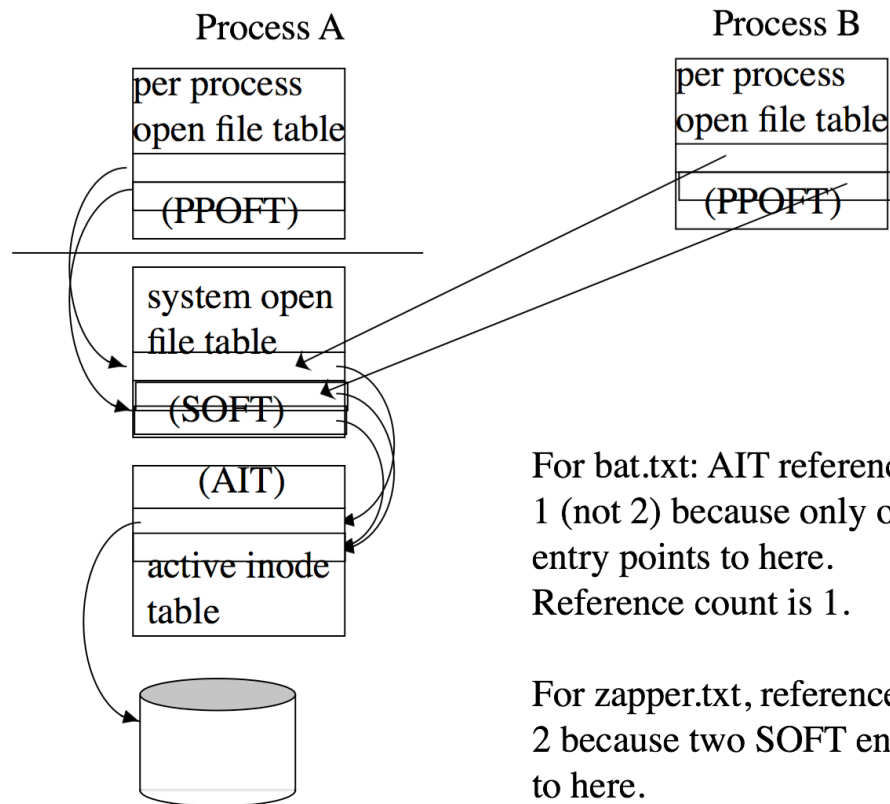 Process A
per process
open file table
(PPOFT)
Process B
per process
open file table
(PPOFT)
system open
file table
(SOFT)
(AIT)
active inode
table
For bat.txt: AIT referenc
1 (not 2) because only o
entry points to here.
Reference count is 1.
For zapper.txt, reference
2 because two SOFT en
to here.